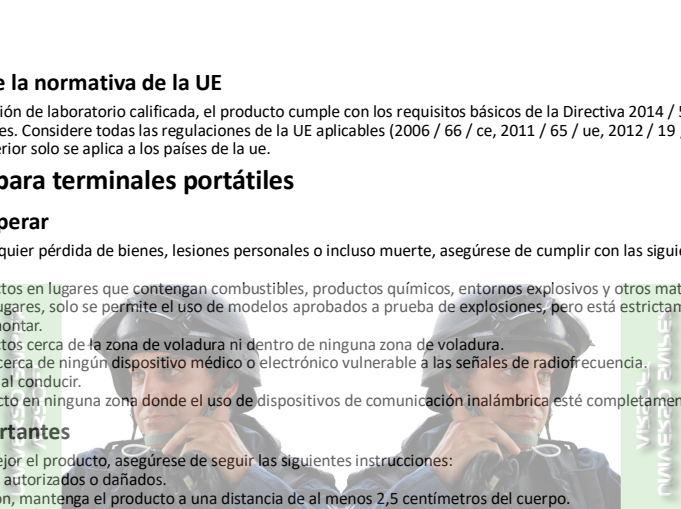 e la normativa de la UE
ión de laboratorio calificada, el producto cumple con los requisitos básicos de la Directiva 2014 / 5
es. Considere todas las regulaciones de la UE aplicables (2006 / 66 / ce, 2011 / 65 / ue, 2012 / 19 /
erior solo se aplica a los países de la ue.
para terminales portátiles
perar
quier pérdida de bienes, lesiones personales o incluso muerte, asegúrese de cumplir con las siguie
tos en lugares que contengan combustibles, productos químicos, entornos explosivos y otros mat
ugares, solo se permite el uso de modelos aprobados a prueba de explosiones, pero está estrictam
nontar.
tos cerca de la zona de voladura ni dentro de ninguna zona de voladura.
cerca de ningún dispositivo médico o electrónico vulnerable a las señales de radiofrecuencia.
al conducir.
cto en ninguna zona donde el uso de dispositivos de comunicación inalámbrica esté completamen
rtantes
ejor el producto, asegúrese de seguir las siguientes instrucciones:
autorizados o dañados.
ón, mantenga el producto a una distancia de al menos 2,5 centímetros del cuerpo.